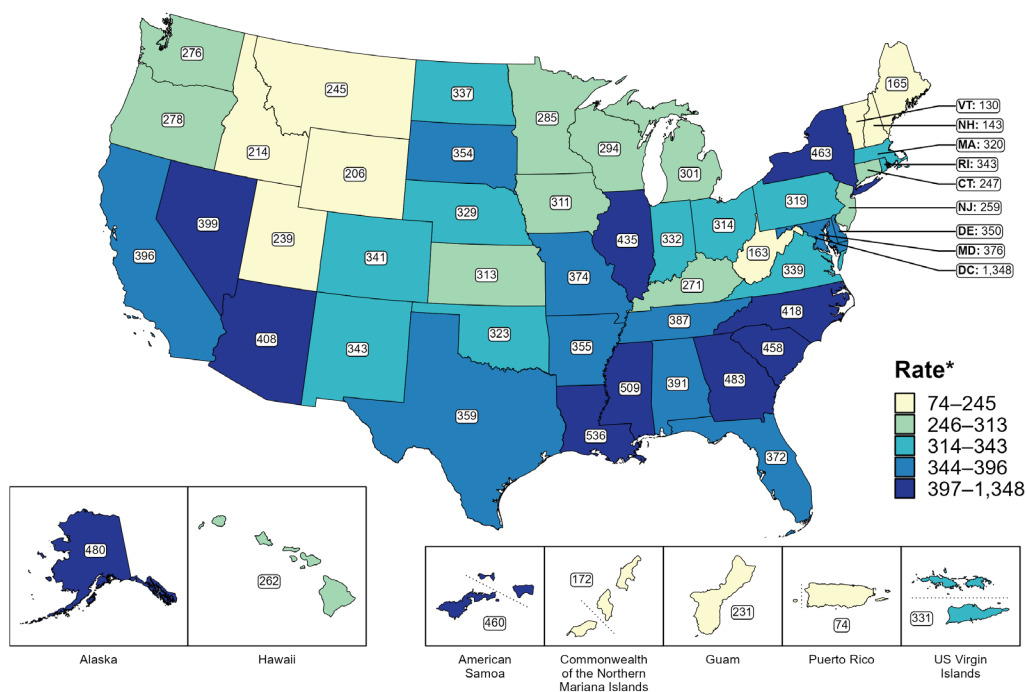 276
245
337
285
165
VT: 130
NH: 143
MA: 320
RI: 343
CT: 247
NJ: 259
DE: 350
MD: 376
DC: 1,348
278
214
354
294
301
463
206
329
311
319
396
399
239
341
313
374
435
332
314
163
339
271
408
343
323
355
387
418
458
359
536
509
391
483
372
Rate*
74–245
246–313
314–343
344–396
397–1,348
480
262
460
172
231
74
331
Alaska
Hawaii
American
Samoa
Commonwealth
of the Northern
Mariana Islands
Guam
Puerto Rico
US Virgin
Islands